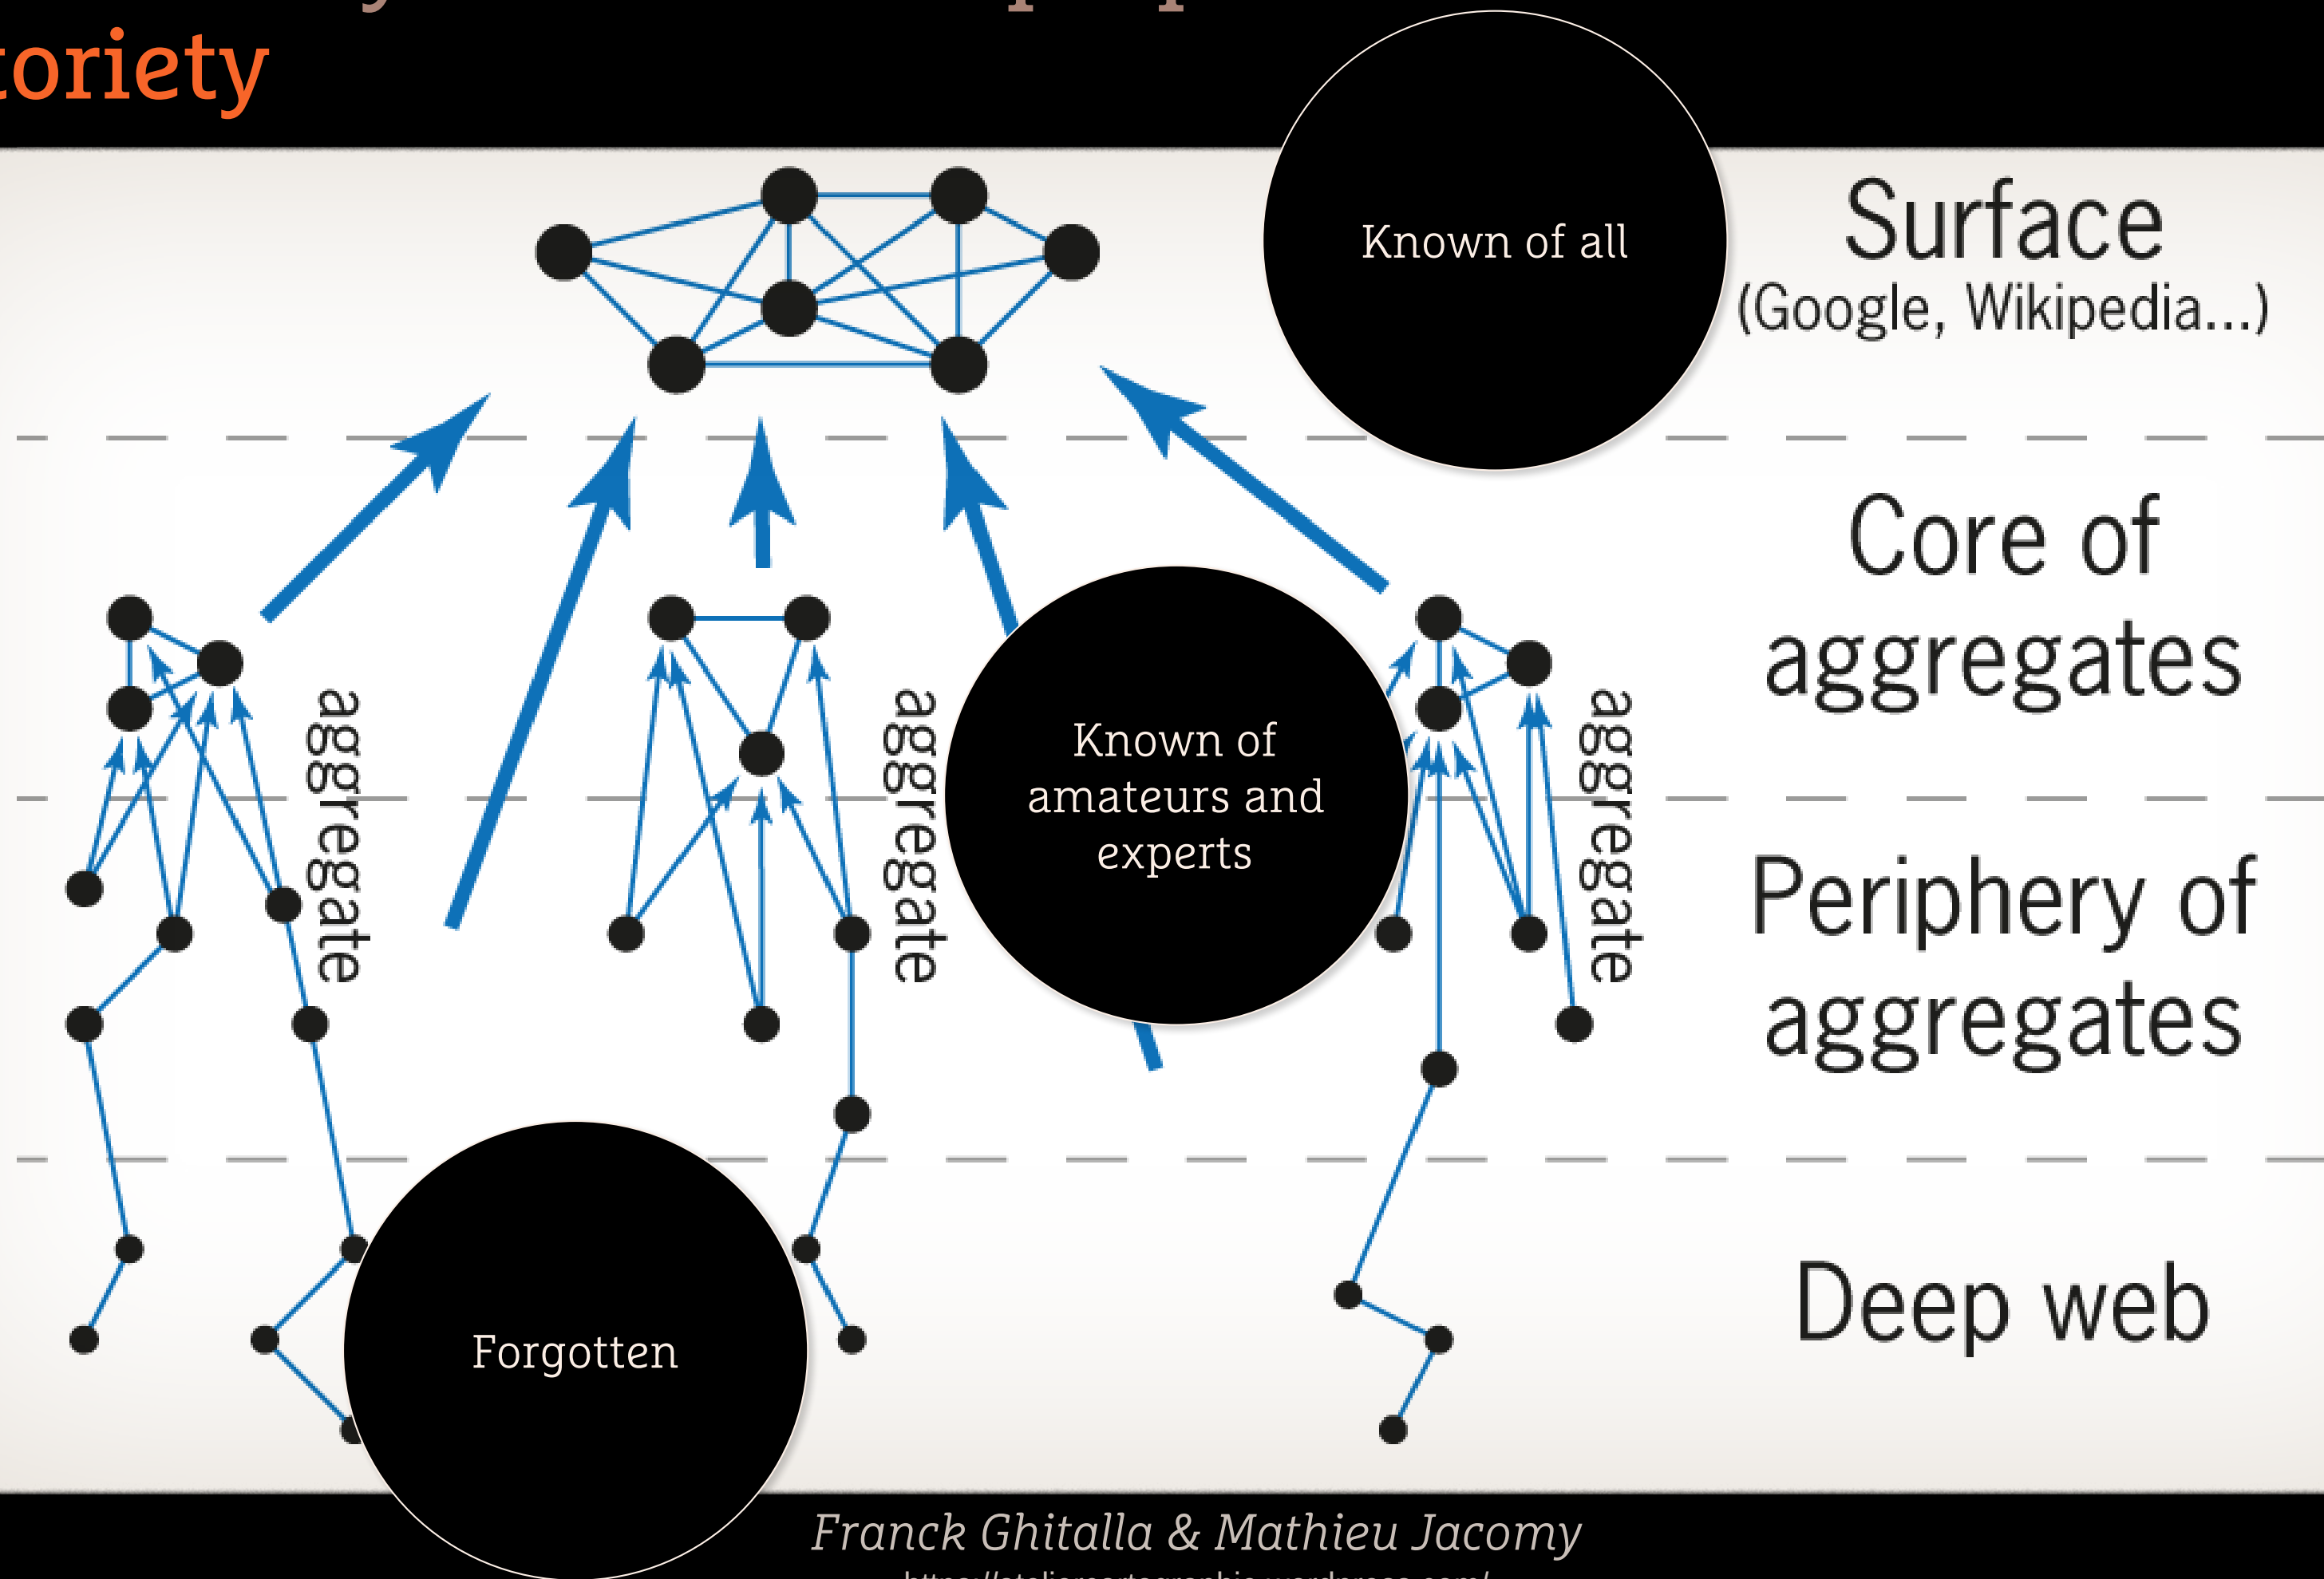 toriety
Known of all
Surface
(Google, Wikipedia...)
Core of
aggregates
aggregate
aggregate
aggregate
Known of
amateurs and
experts
Periphery of
aggregates
Forgotten
Deep web
Franck Ghitalla & Mathieu Jacomy